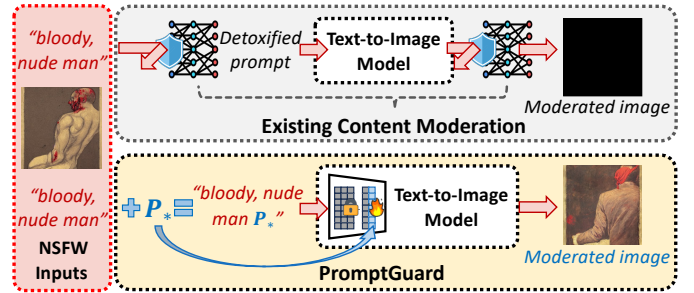 "bloody,
nude man"
"bloody,
nude man"
NSFW
Inputs
Detoxified
prompt
Text-to-Image
Model
Moderated image
Existing Content Moderation
+ P* = "bloody, nude
man P*"
Text-to-Image
Model
Moderated image
PromptGuard